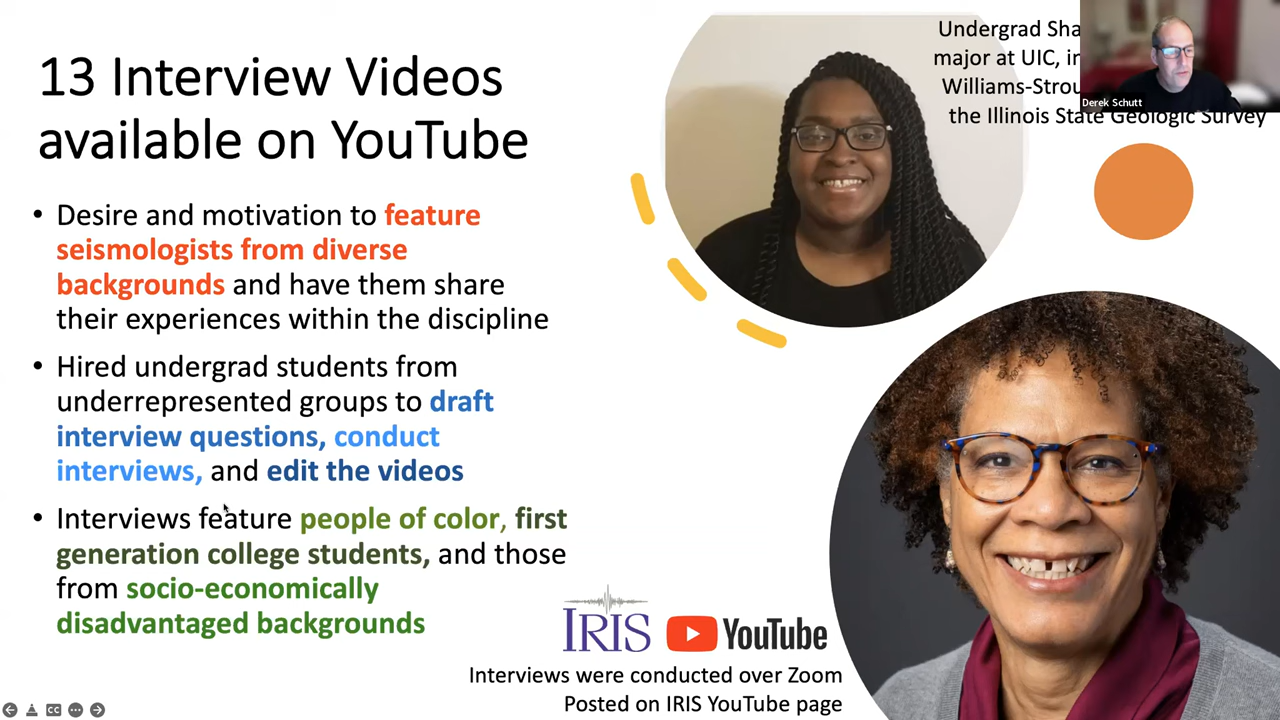 13 Interview Videos
available on YouTube
• Desire and motivation to feature
seismologists from diverse
backgrounds and have them share
their experiences within the discipline
• Hired undergrad students from
underrepresented groups to draft
interview questions, conduct
interviews, and edit the videos
• Interviews feature people of color, first
generation college students, and those
from socio-economically
disadvantaged backgrounds
Undergrad Sha
major at UIC, in
Williams-Strou
the Illinois State Geologic Survey
Derek Schutt
IRIS
YouTube
Interviews were conducted over Zoom
Posted on IRIS YouTube page
CC